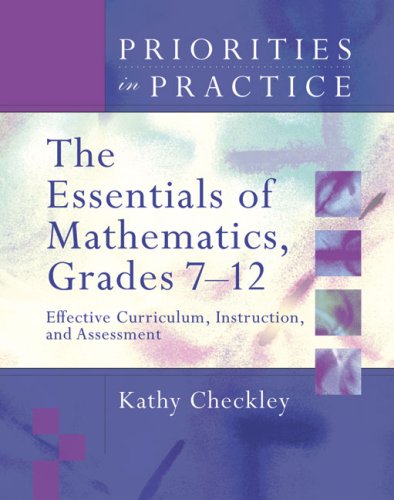 PRIORITIES
in PRACTICE
The
Essentials of
Mathematics,
Grades 7–12
Effective Curriculum, Instruction,
and Assessment
Kathy Checkley